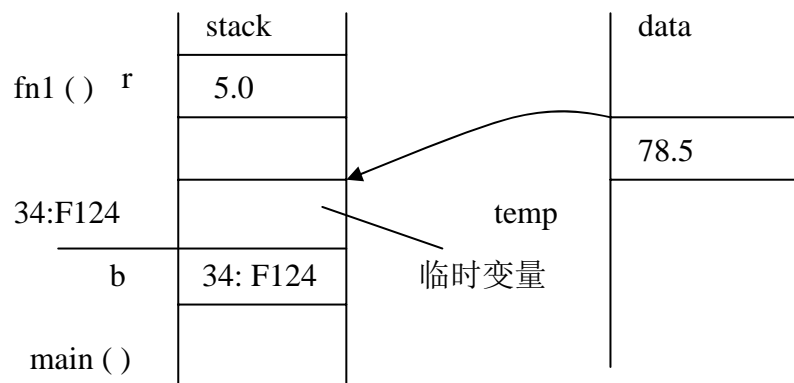 stack data
fn1 ( ) r 5.0
78.5
34:F124 temp
临时变量
b 34: F124
main ( )